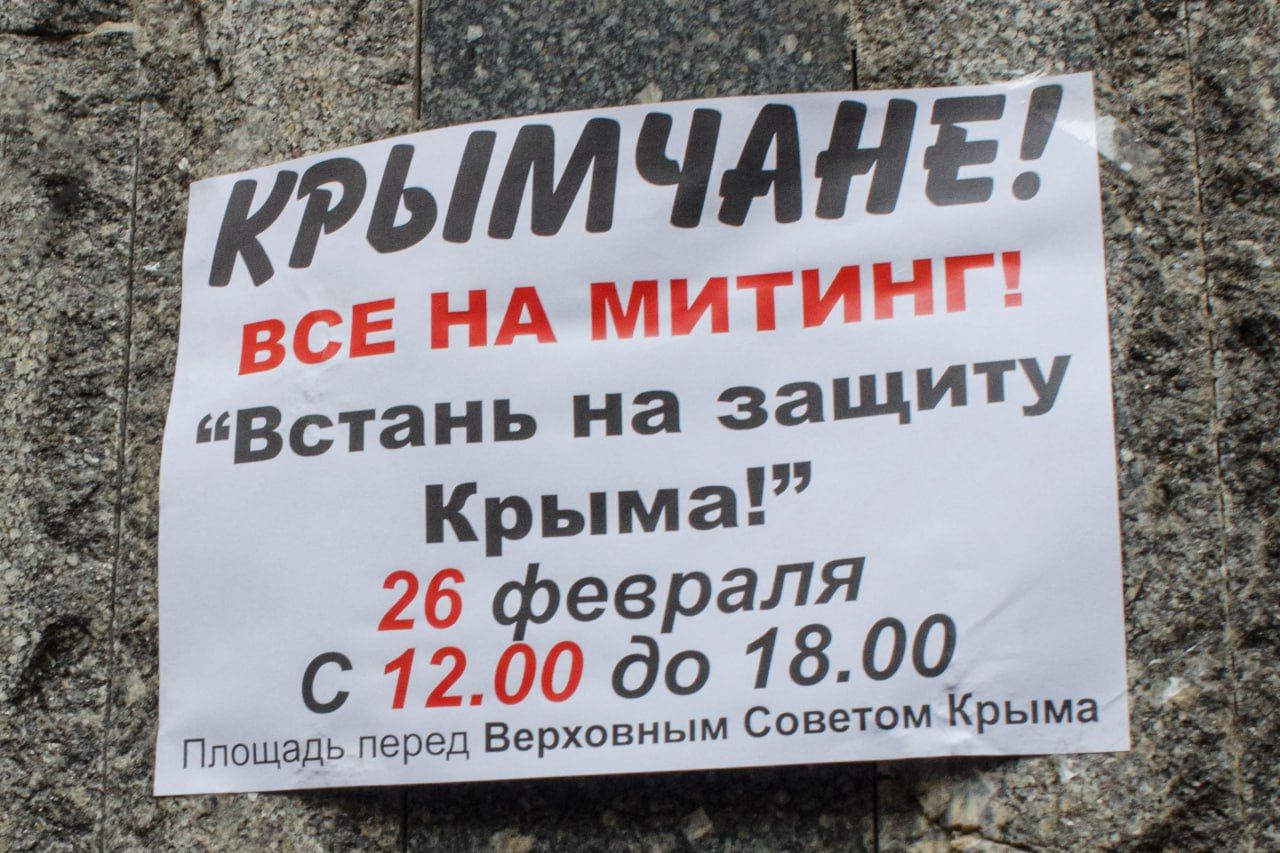 КРЫМЧАНЕ!
ВСЕ НА МИТИНГ!
“Встань на защиту
Крыма!”
26 февраля
С 12.00 до 18.00
Площадь перед Верховным Советом Крыма